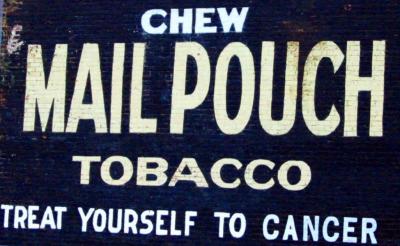 CHEW
MAIL POUCH
TOBACCO
TREAT YOURSELF TO CANCER